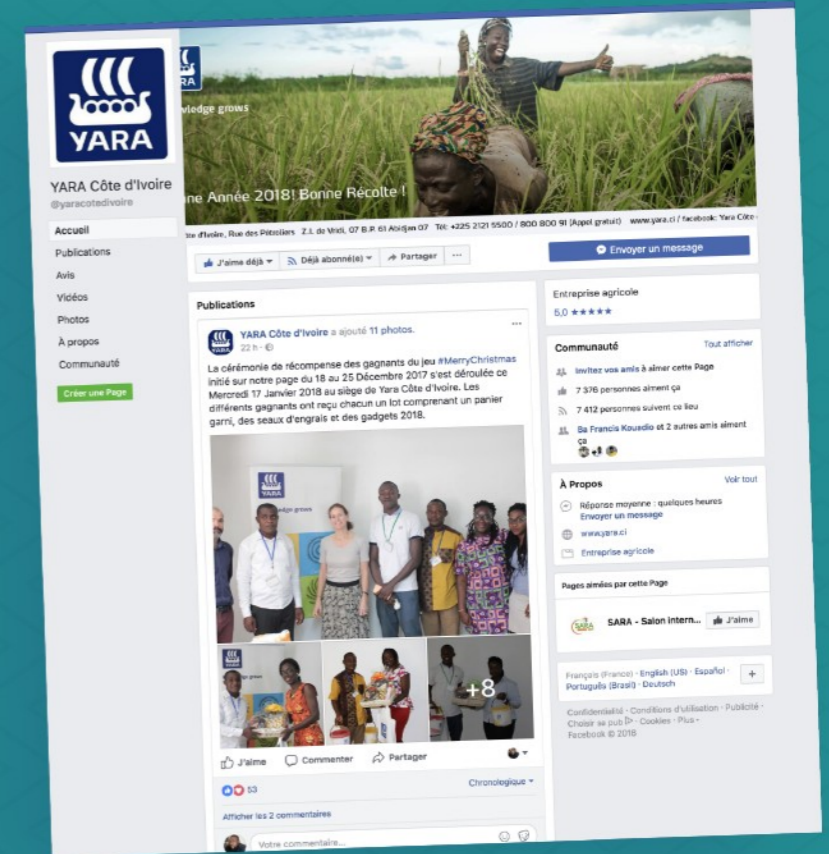 YARA
YARA Côte d'Ivoire
@yaracotedivoire
Accueil
Publications
Avis
Vidéos
Photos
À propos
Communauté
Créer une Page
RA
wledge grows
ne Année 2018! Bonne Récolte !
te d'Ivoire, Rue des Pétroliers Z.I. de Vridi, 07 B.P. 61 Abidjan 07 Tél: +225 2121 5500 / 800 800 91 (Appel gratuit) www.yara.ci / facebook: Yara Côte
J'aime déjà
Déjà abonné(e)
Partager
...
Envoyer un message
Publications
YARA
YARA Côte d'Ivoire a ajouté 11 photos.
22 h ·
...
La cérémonie de récompense des gagnants du jeu #MerryChristmas
initié sur notre page du 18 au 25 Décembre 2017 s'est déroulée ce
Mercredi 17 Janvier 2018 au siège de Yara Côte d'Ivoire. Les
différents gagnants ont reçu chacun un lot comprenant un panier
garni, des seaux d'engrais et des gadgets 2018.
YARA
edge grows
+8
J'aime
Commenter
Partager
53
Chronologique
Afficher les 2 commentaires
Votre commentaire...
Entreprise agricole
5,0 ★★★★★
Communauté
Tout afficher
Invitez vos amis à aimer cette Page
7 376 personnes aiment ça
7 412 personnes suivent ce lieu
Ba Francis Kouadio et 2 autres amis aiment
ça
À Propos
Voir tout
Réponse moyenne : quelques heures
Envoyer un message
www.yara.ci
Entreprise agricole
Pages aimées par cette Page
SARA
SARA - Salon intern...
J'aime
Français (France) · English (US) · Español ·
Português (Brasil) · Deutsch
+
Confidentialité · Conditions d'utilisation · Publicité ·
Choisir sa pub · Cookies · Plus
Facebook © 2018